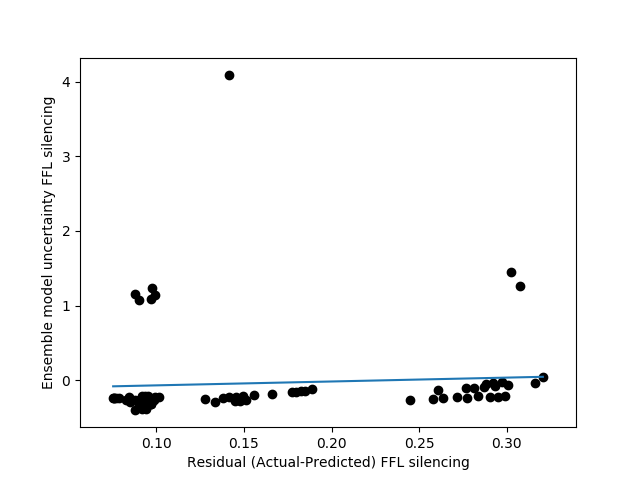 4
3
2
1
0
0.10 0.15 0.20 0.25 0.30
Ensemble model uncertainty FFL silencing
Residual (Actual-Predicted) FFL silencing